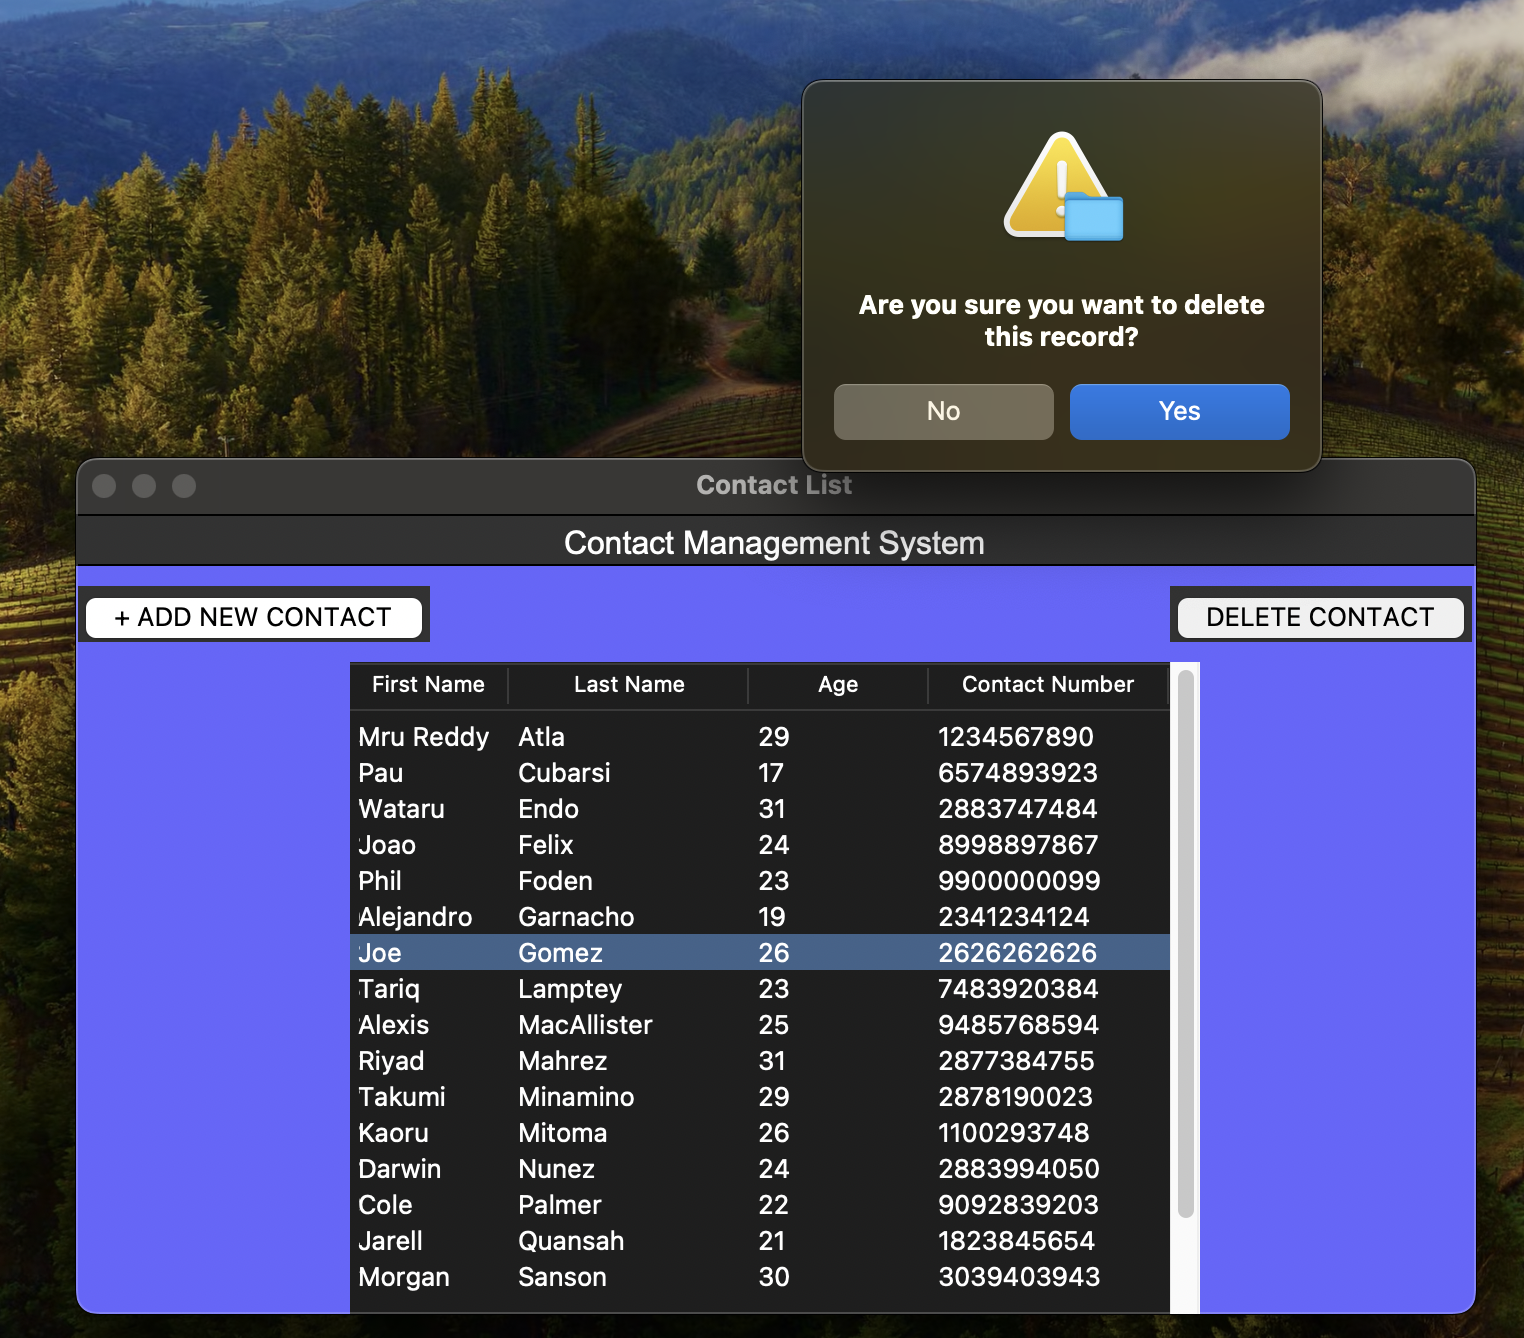 Are you sure you want to delete
this record?
No Yes
Contact List
Contact Management System
+ ADD NEW CONTACT DELETE CONTACT
First Name Last Name Age Contact Number
Mru Reddy Atla 29 1234567890
Pau Cubarsi 17 6574893923
Wataru Endo 31 2883747484
Joao Felix 24 8998897867
Phil Foden 23 9900000099
Alejandro Garnacho 19 2341234124
Joe Gomez 26 2626262626
Tariq Lamptey 23 7483920384
Alexis MacAllister 25 9485768594
Riyad Mahrez 31 2877384755
Takumi Minamino 29 2878190023
Kaoru Mitoma 26 1100293748
Darwin Nunez 24 2883994050
Cole Palmer 22 9092839203
Jarell Quansah 21 1823845654
Morgan Sanson 30 3039403943